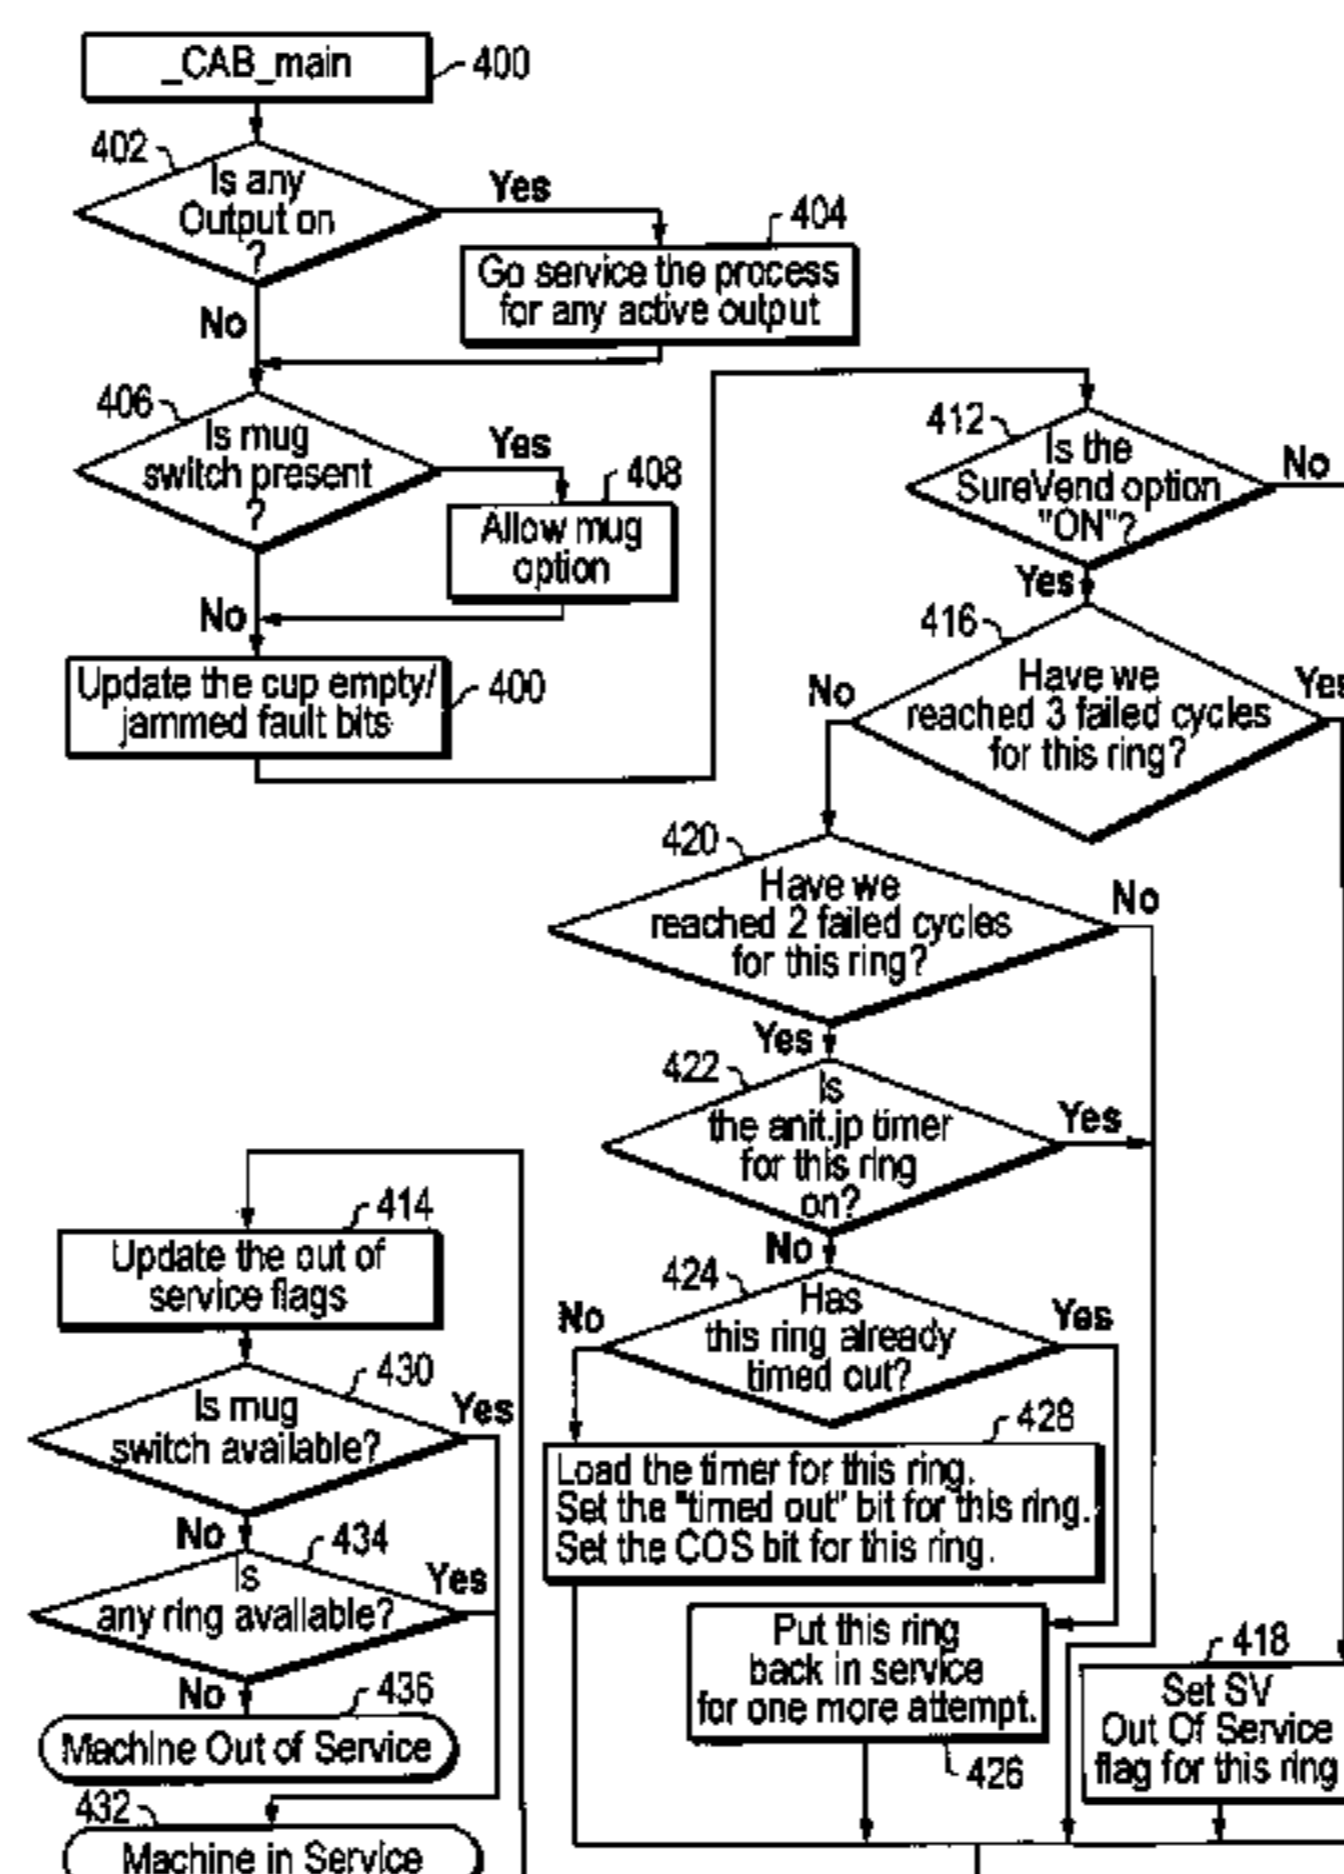 _CAB_main
400
402
Is any
Output on
?
Yes
404
Go service the process
for any active output
No
406
Is mug
switch present
?
Yes
408
Allow mug
option
No
Update the cup empty/
jammed fault bits
400
412
Is the
SureVend option
"ON"?
No
Yes
416
Have we
reached 3 failed cycles
for this ring?
No
Yes
420
Have we
reached 2 failed cycles
for this ring?
No
Yes
422
Is
the anit.jp timer
for this ring
on?
Yes
No
424
Has
this ring already
timed out?
No
Yes
428
Load the timer for this ring.
Set the "timed out" bit for this ring.
Set the COS bit for this ring.
Put this ring
back in service
for one more attempt.
426
418
Set SV
Out Of Service
flag for this ring
414
Update the out of
service flags
430
Is mug
switch available?
Yes
No
434
Is
any ring available?
Yes
No
436
Machine Out of Service
432
Machine in Service